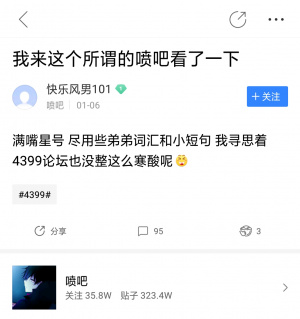 我来这个所谓的喷吧看了一下
快乐风男101
喷吧 01-06
+关注
满嘴星号 尽用些弟弟词汇和小短句 我寻思着
4399论坛也没整这么寒酸呢
#4399#
分享 95 3
喷吧
关注 35.8W 贴子 323.4W